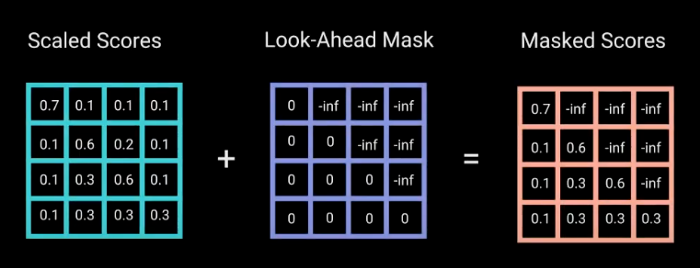 Scaled Scores Look-Ahead Mask Masked Scores
0.7 0.1 0.1 0.1 0 -inf -inf -inf 0.7 -inf -inf -inf
0.1 0.6 0.2 0.1 0 0 -inf -inf 0.1 0.6 -inf -inf
+ =
0.1 0.3 0.6 0.1 0 0 0 -inf 0.1 0.3 0.6 -inf
0.1 0.3 0.3 0.3 0 0 0 0 0.1 0.3 0.3 0.3